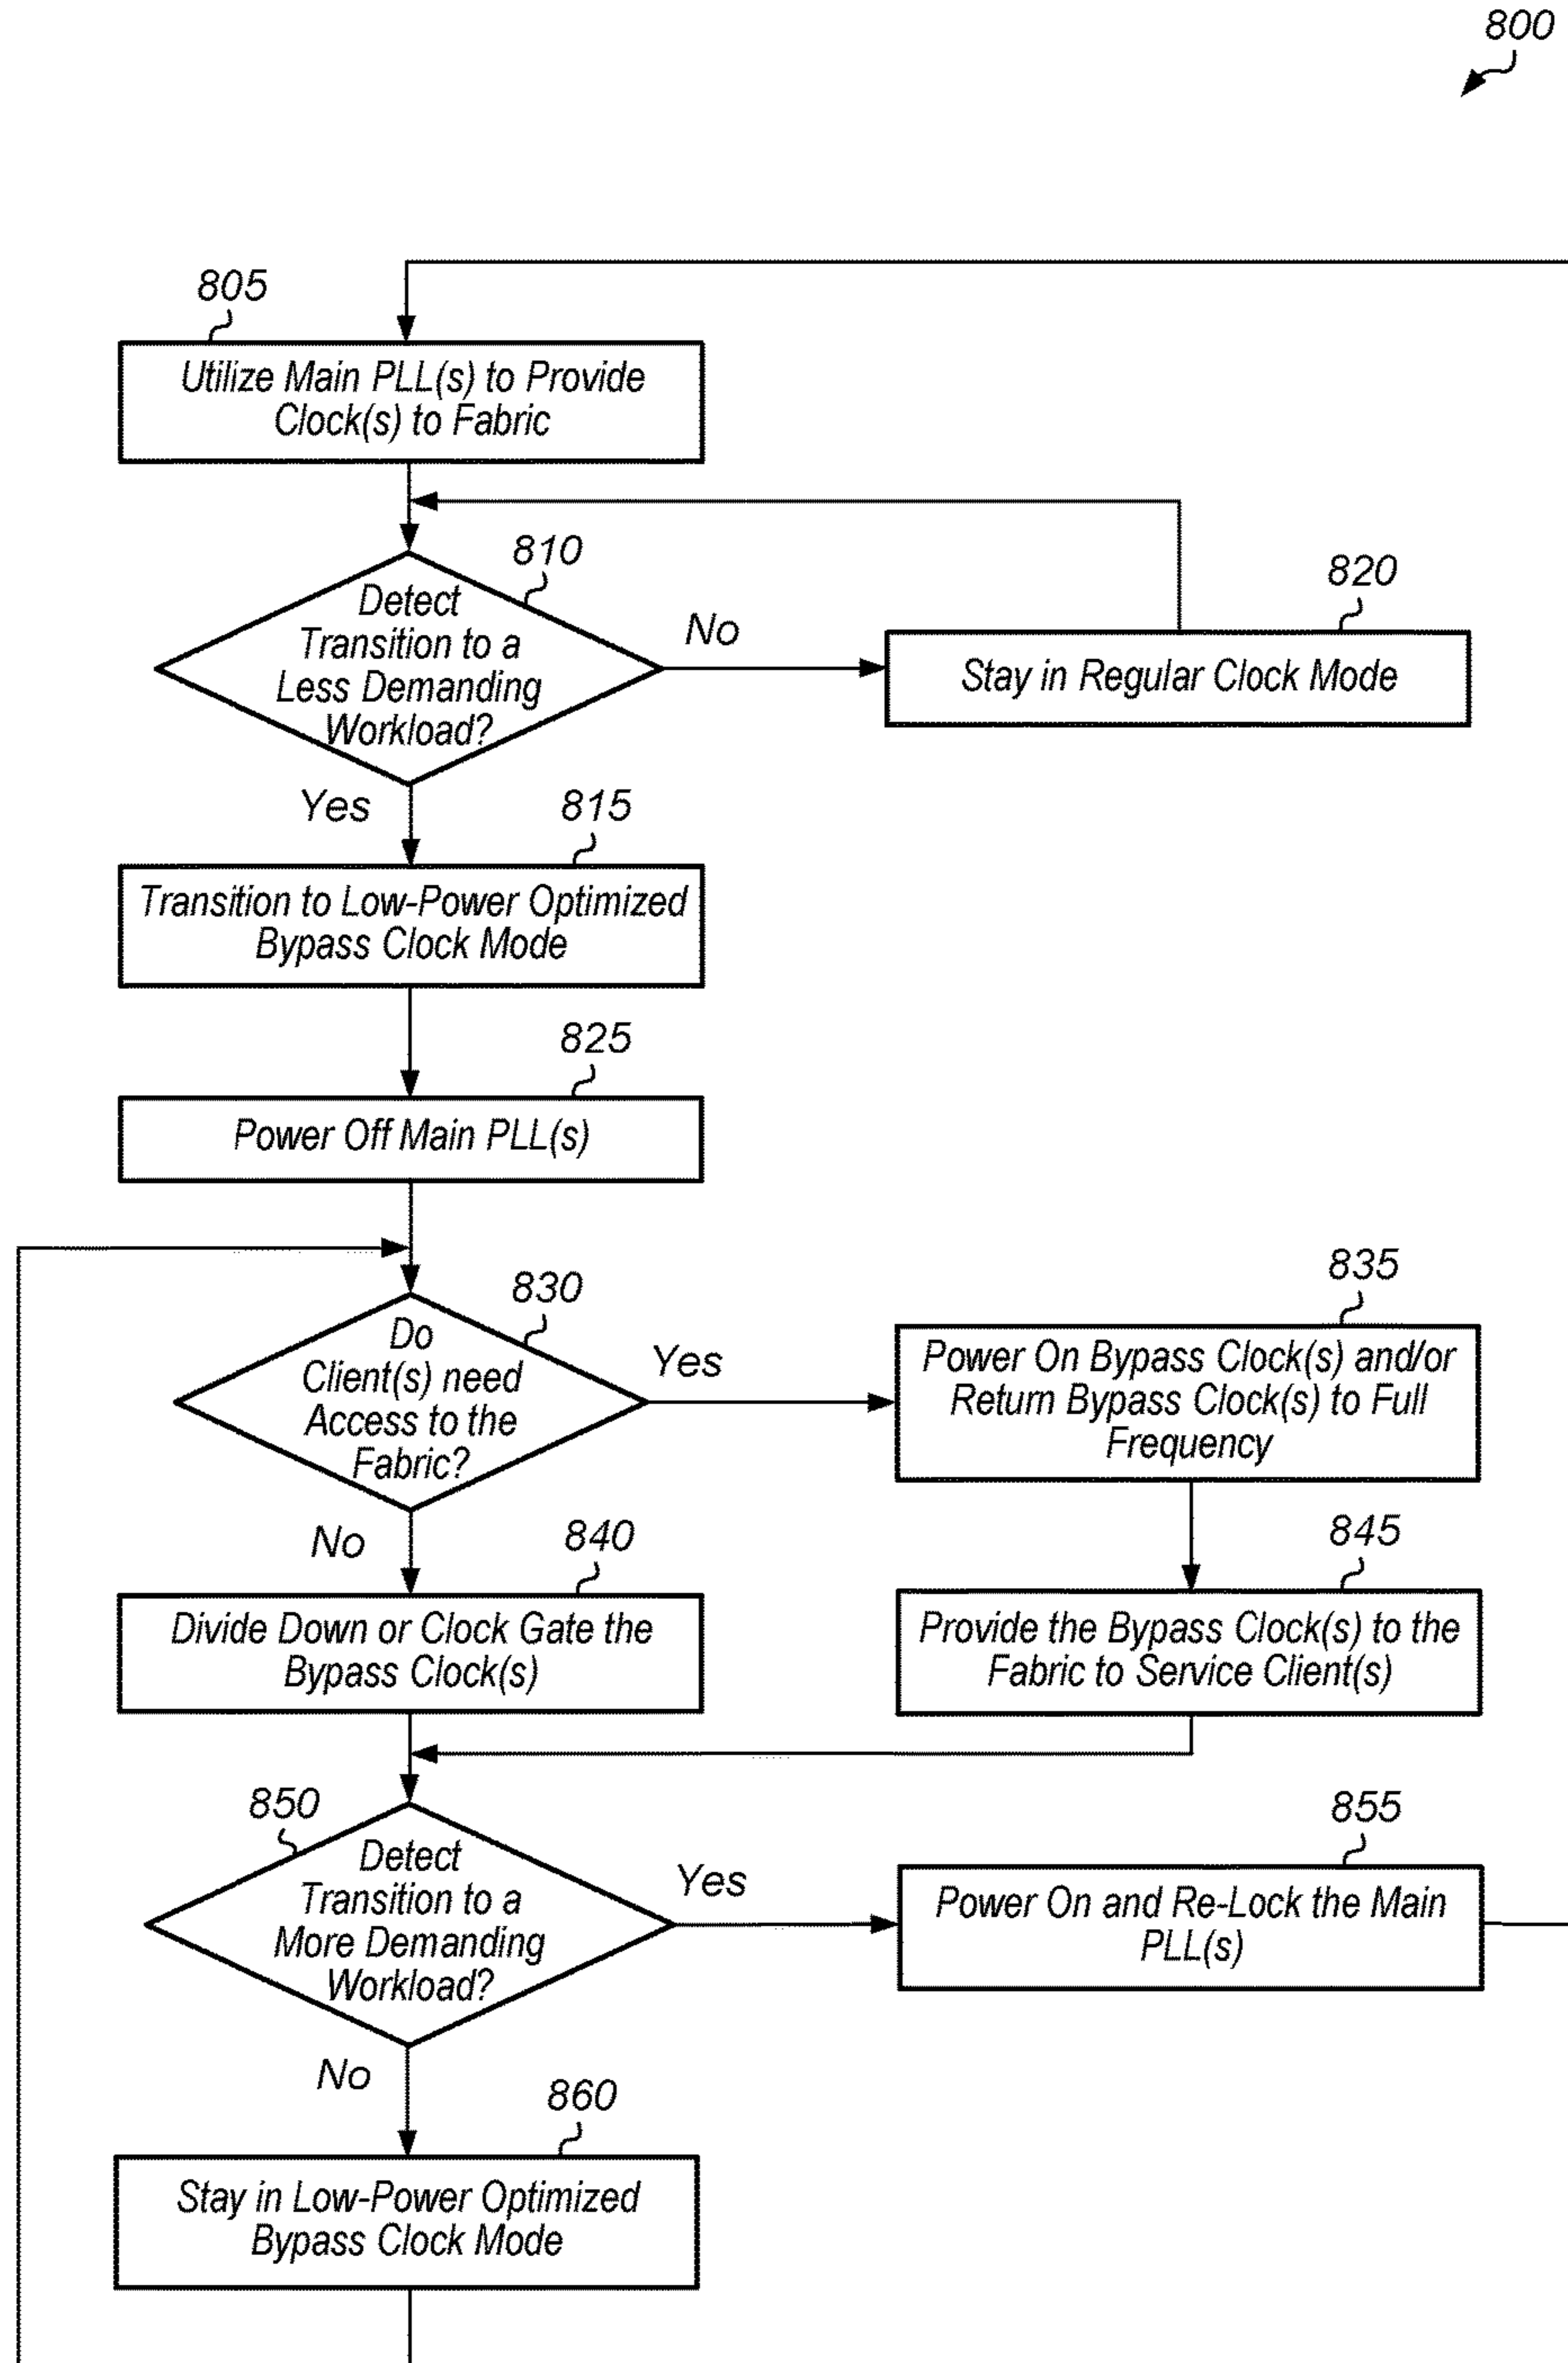 800
805
Utilize Main PLL(s) to Provide
Clock(s) to Fabric
810
Detect
Transition to a
Less Demanding
Workload?
No
820
Stay in Regular Clock Mode
Yes
815
Transition to Low-Power Optimized
Bypass Clock Mode
825
Power Off Main PLL(s)
830
Do
Client(s) need
Access to the
Fabric?
Yes
835
Power On Bypass Clock(s) and/or
Return Bypass Clock(s) to Full
Frequency
No
840
Divide Down or Clock Gate the
Bypass Clock(s)
845
Provide the Bypass Clock(s) to the
Fabric to Service Client(s)
850
Detect
Transition to a
More Demanding
Workload?
Yes
855
Power On and Re-Lock the Main
PLL(s)
No
860
Stay in Low-Power Optimized
Bypass Clock Mode